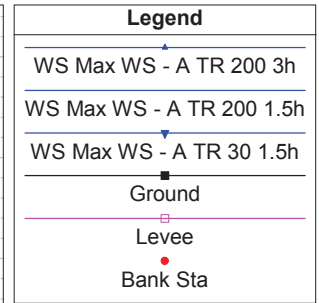 Legend
WS Max WS - A TR 200 3h
WS Max WS - A TR 200 1.5h
WS Max WS - A TR 30 1.5h
Ground
Levee
Bank Sta